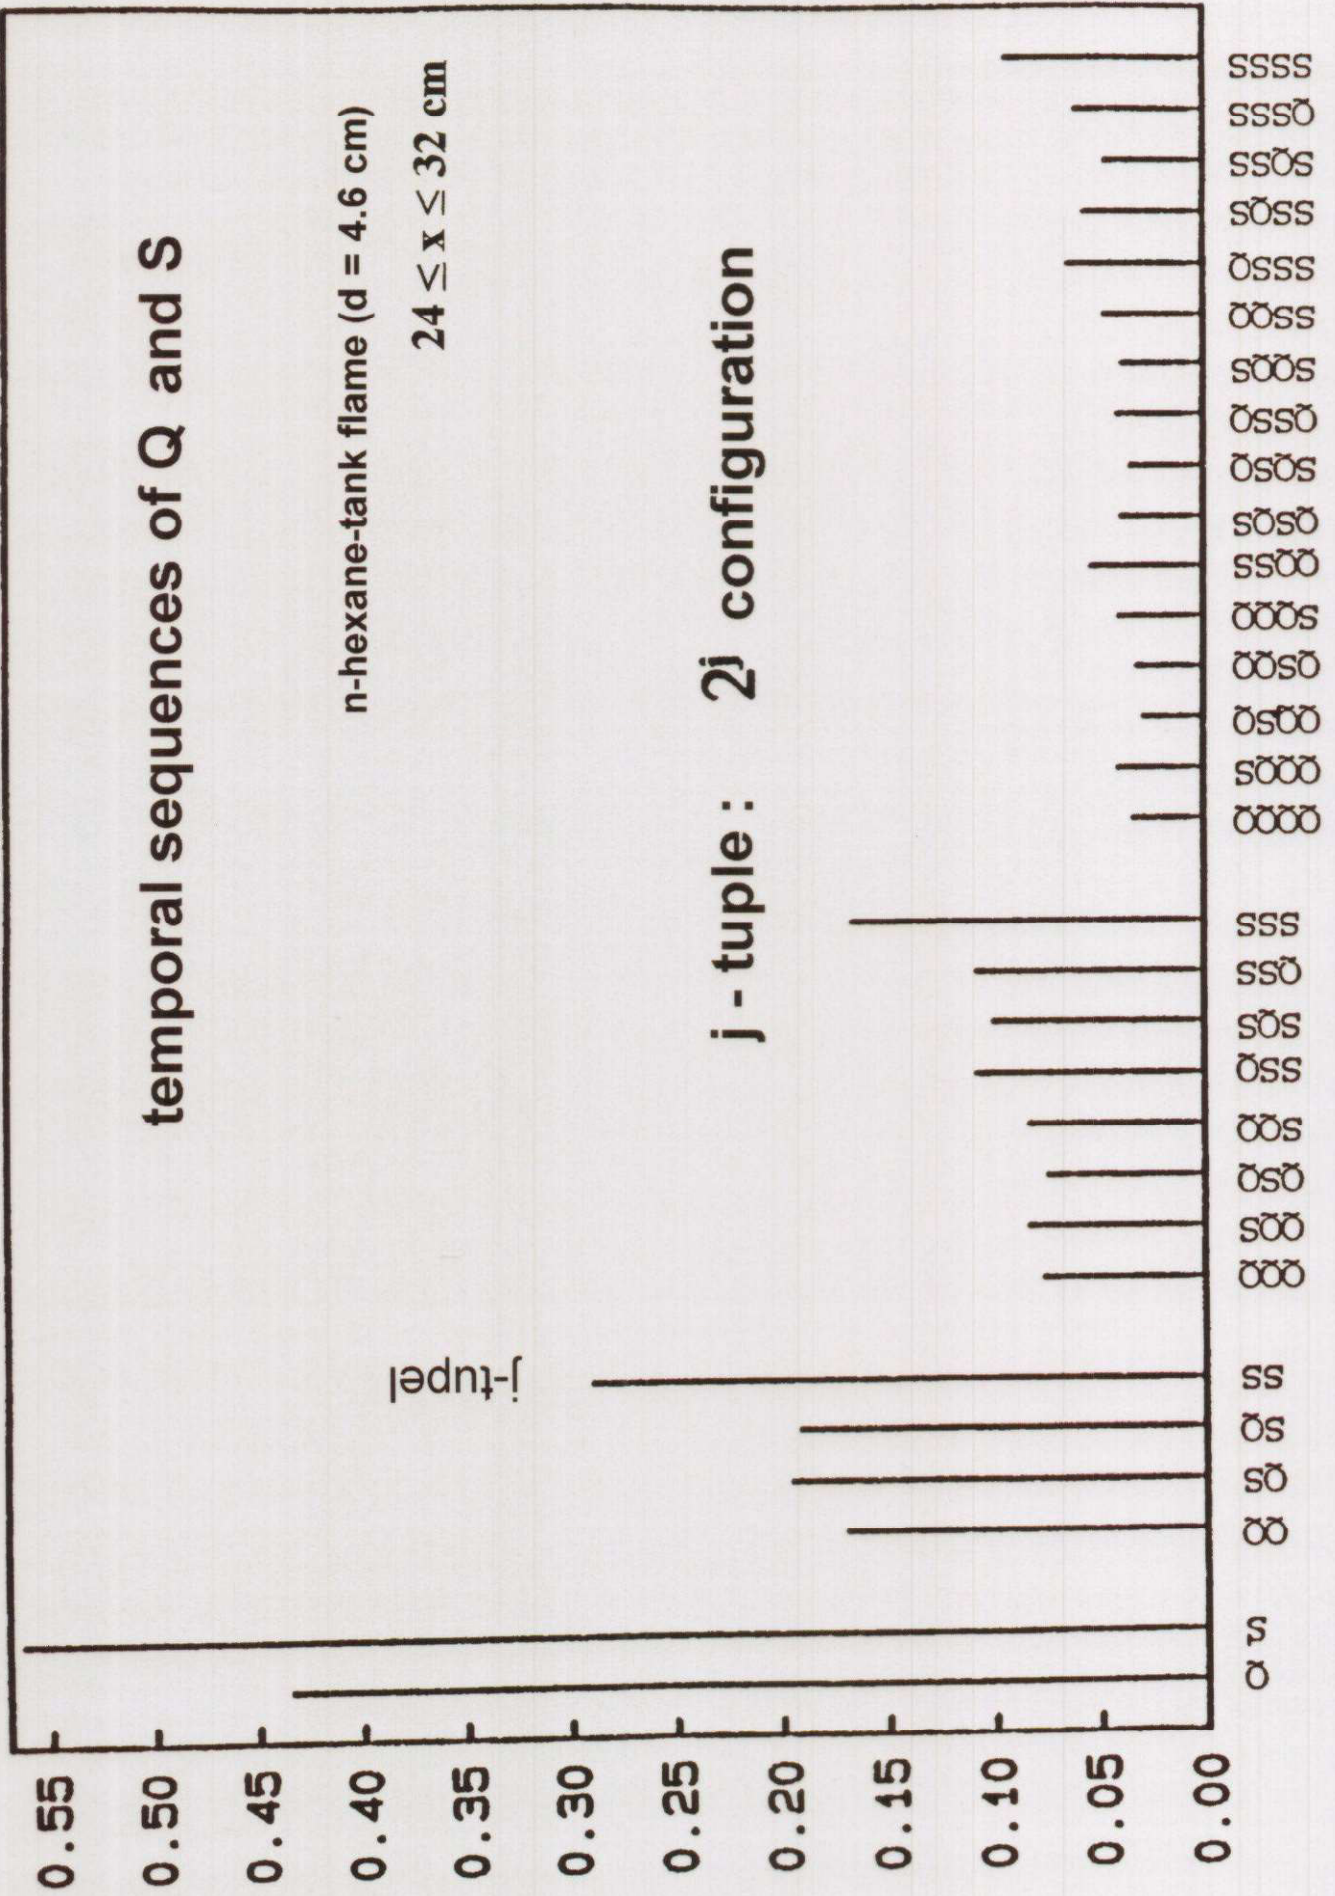 temporal sequences of Q and S
n-hexane-tank flame (d = 4.6 cm)
24 ≤ x ≤ 32 cm
j-tupel
j - tuple : 2^j configuration
0.55
0.50
0.45
0.40
0.35
0.30
0.25
0.20
0.15
0.10
0.05
0.00
Q
S
QQ
QS
SQ
SS
QQQ
QQS
QSQ
SQQ
QSS
SQS
SSQ
SSS
QQQQ
QQQS
QQSQ
QSQQ
SQQQ
QQSS
QSQS
SQSQ
QSSQ
SQQS
SSQQ
QSSS
SQSS
SSQS
SSSQ
SSSS